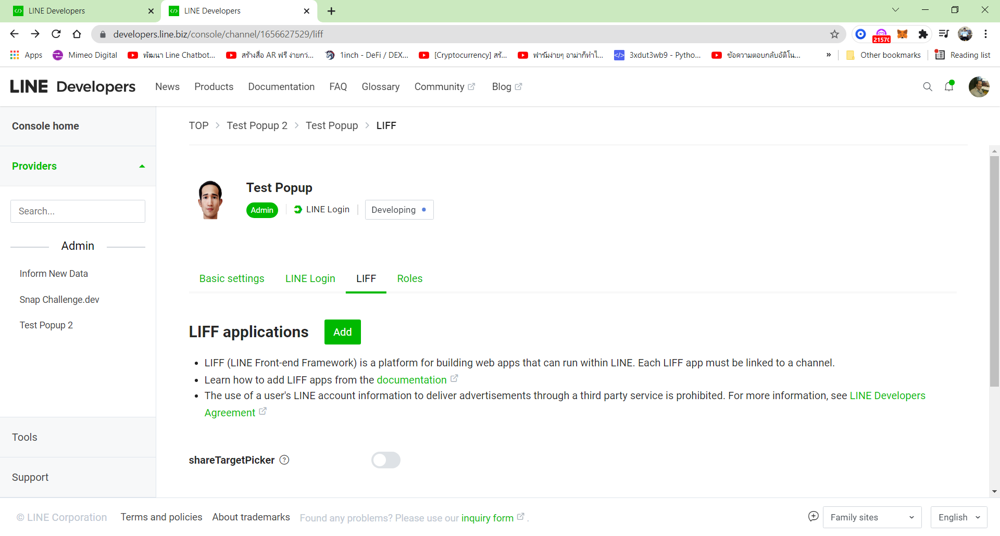 LINE Developers
LINE Developers
developers.line.biz/console/channel/1656627529/liff
2157(
Apps
Mimeo Digital
พัฒนา Line Chatbot...
สร้างสื่อ AR ฟรี ง่ายกว่...
1inch - DeFi / DEX...
[Cryptocurrency] สรั...
ฟาร์มง่ายๆ อาม่าก็ทำไ...
3xdut3wb9 - Pytho...
ข้อความตอบกลับอัติโน...
»
Other bookmarks
Reading list
LINE Developers
News
Products
Documentation
FAQ
Glossary
Community
Blog
Console home
Providers
Search...
Admin
Inform New Data
Snap Challenge.dev
Test Popup 2
Tools
Support
TOP > Test Popup 2 > Test Popup > LIFF
Test Popup
Admin
LINE Login
Developing
Basic settings
LINE Login
LIFF
Roles
LIFF applications
Add
• LIFF (LINE Front-end Framework) is a platform for building web apps that can run within LINE. Each LIFF app must be linked to a channel.
• Learn how to add LIFF apps from the documentation
• The use of a user's LINE account information to deliver advertisements through a third party service is prohibited. For more information, see LINE Developers
Agreement
shareTargetPicker ?
© LINE Corporation
Terms and policies
About trademarks
Found any problems? Please use our inquiry form .
Family sites
English